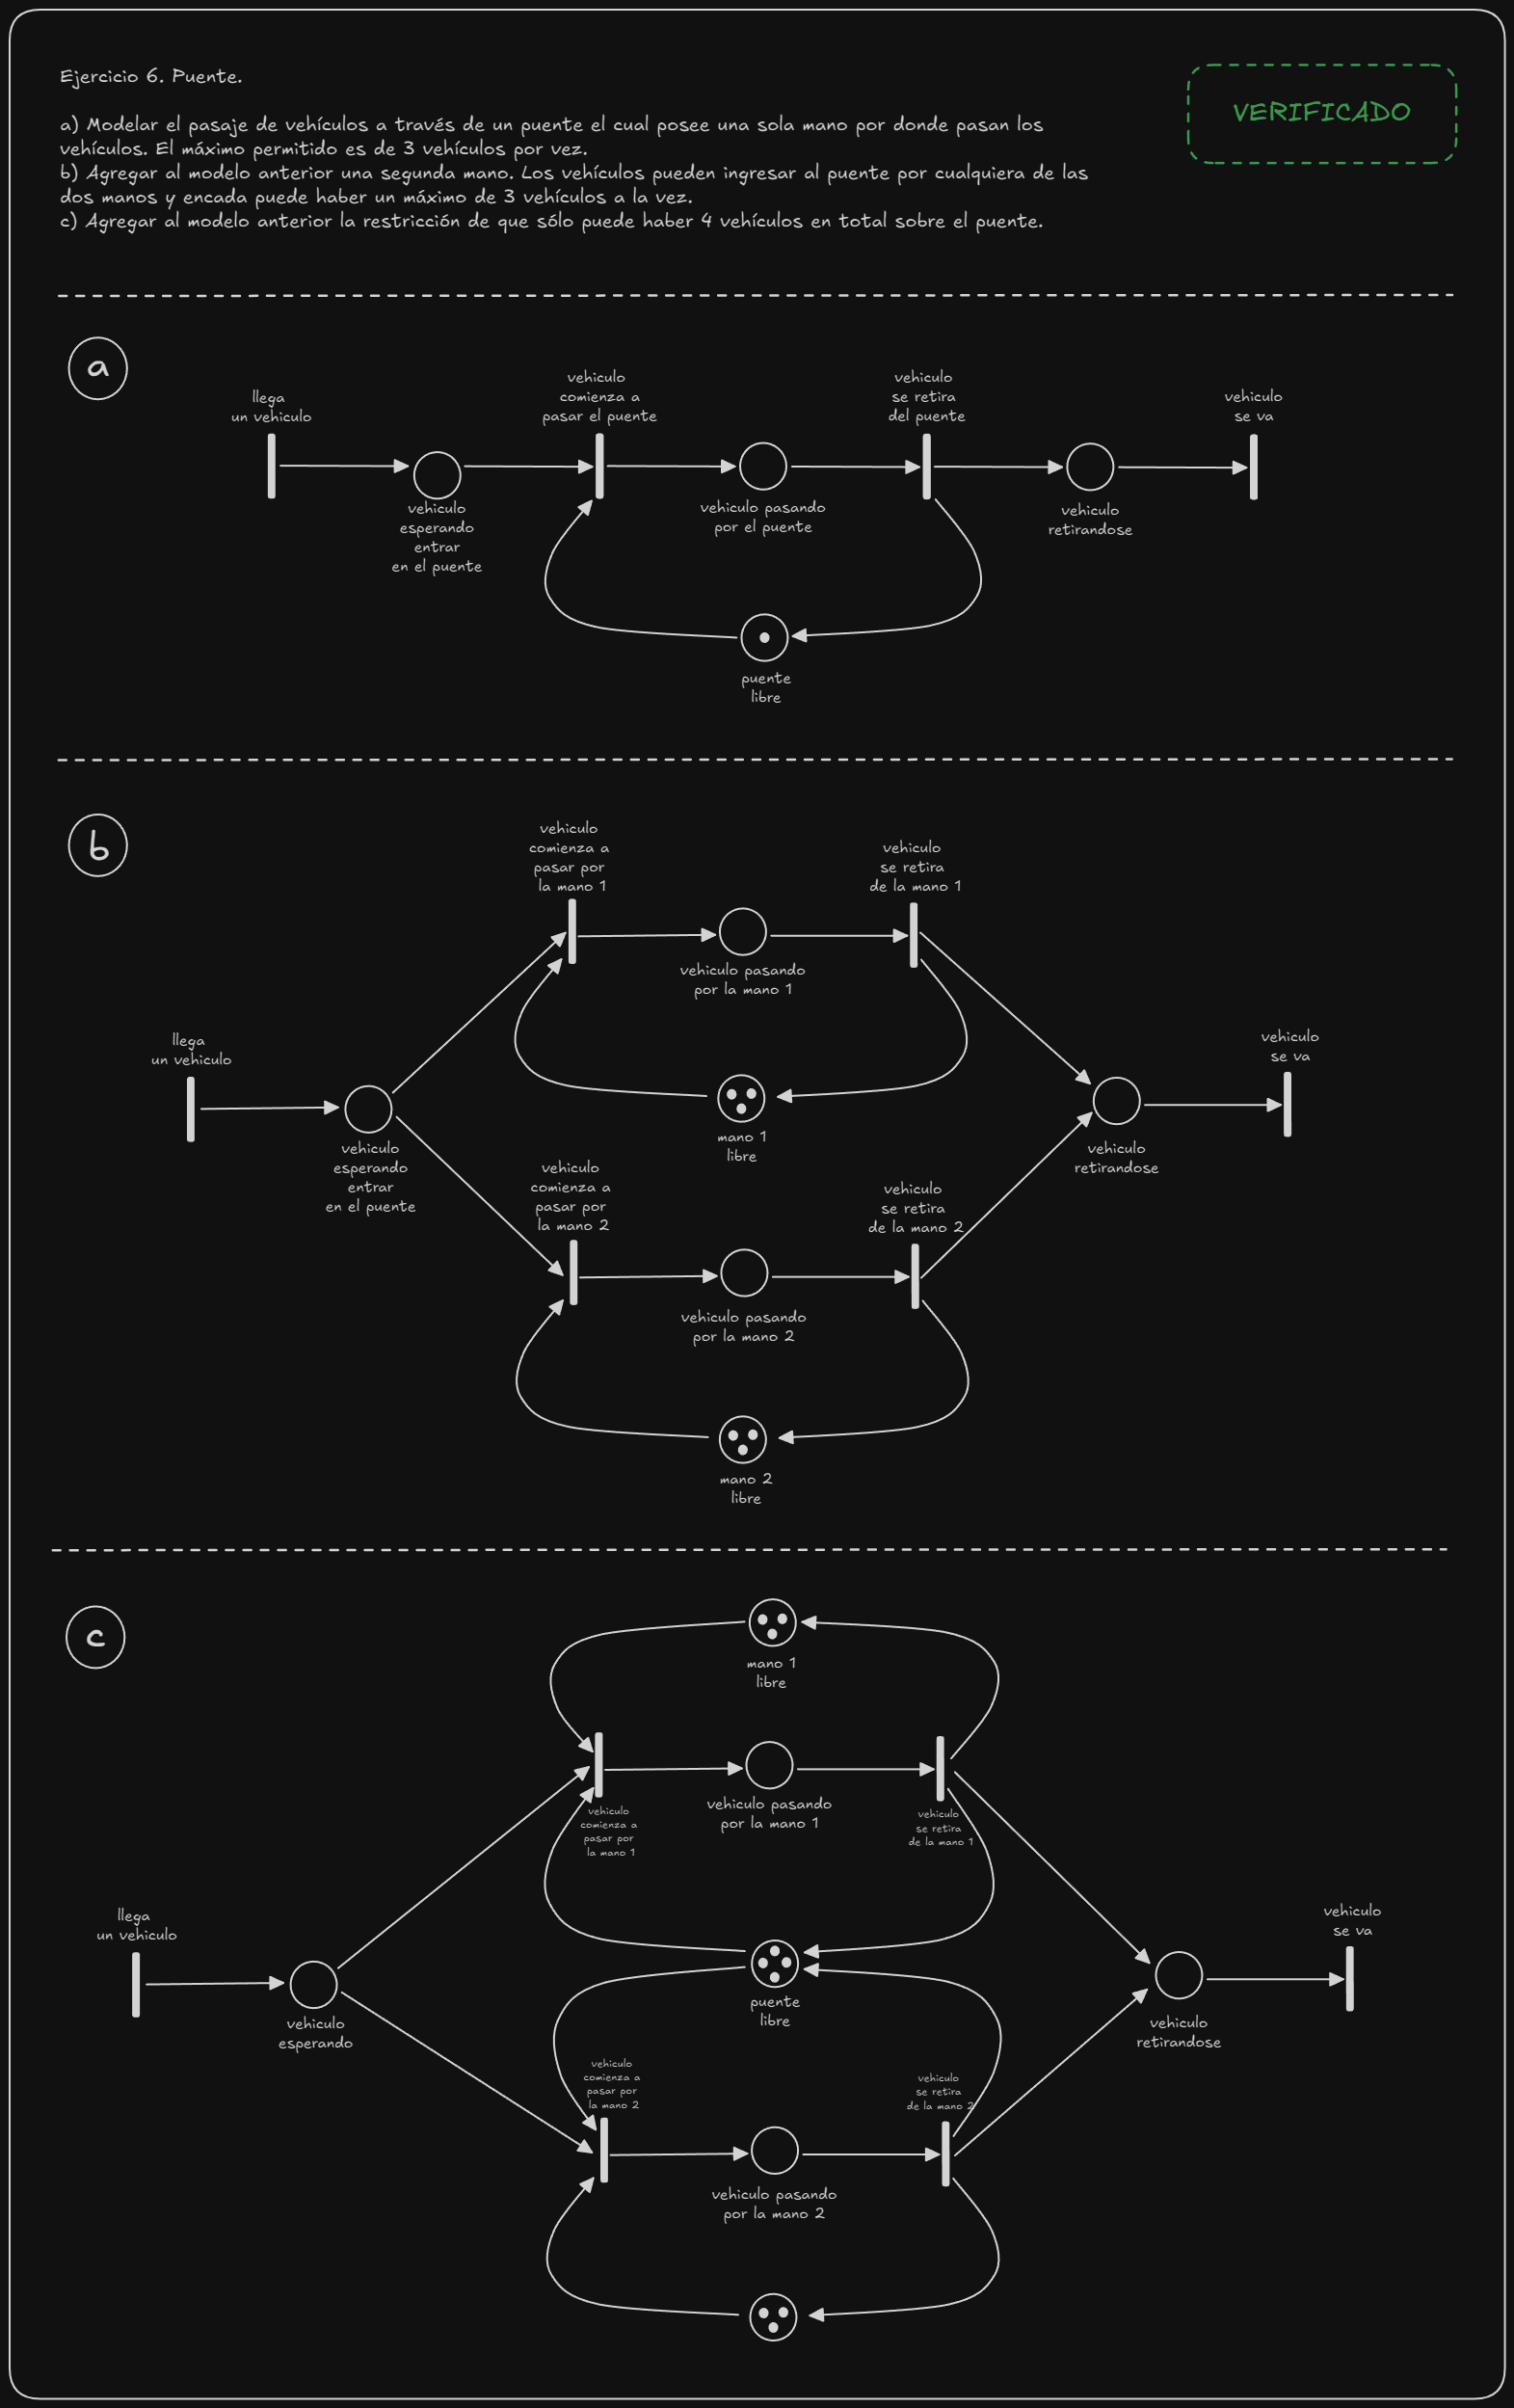 Ejercicio 6. Puente.
VERIFICADO
a) Modelar el pasaje de vehículos a través de un puente el cual posee una sola mano por donde pasan los
vehículos. El máximo permitido es de 3 vehículos por vez.
b) Agregar al modelo anterior una segunda mano. Los vehículos pueden ingresar al puente por cualquiera de las
dos manos y encada puede haber un máximo de 3 vehículos a la vez.
c) Agregar al modelo anterior la restricción de que sólo puede haber 4 vehículos en total sobre el puente.
a
llega
un vehiculo
vehiculo
comienza a
pasar el puente
vehiculo
se retira
del puente
vehiculo
se va
vehiculo
esperando
entrar
en el puente
vehiculo pasando
por el puente
vehiculo
retirandose
puente
libre
b
vehiculo
comienza a
pasar por
la mano 1
vehiculo
se retira
de la mano 1
vehiculo pasando
por la mano 1
llega
un vehiculo
vehiculo
se va
mano 1
libre
vehiculo
esperando
entrar
en el puente
vehiculo
retirandose
vehiculo
comienza a
pasar por
la mano 2
vehiculo
se retira
de la mano 2
vehiculo pasando
por la mano 2
mano 2
libre
c
mano 1
libre
vehiculo
comienza a
pasar por
la mano 1
vehiculo pasando
por la mano 1
vehiculo
se retira
de la mano 1
llega
un vehiculo
vehiculo
se va
vehiculo
esperando
puente
libre
vehiculo
retirandose
vehiculo
comienza a
pasar por
la mano 2
vehiculo
se retira
de la mano 2
vehiculo pasando
por la mano 2